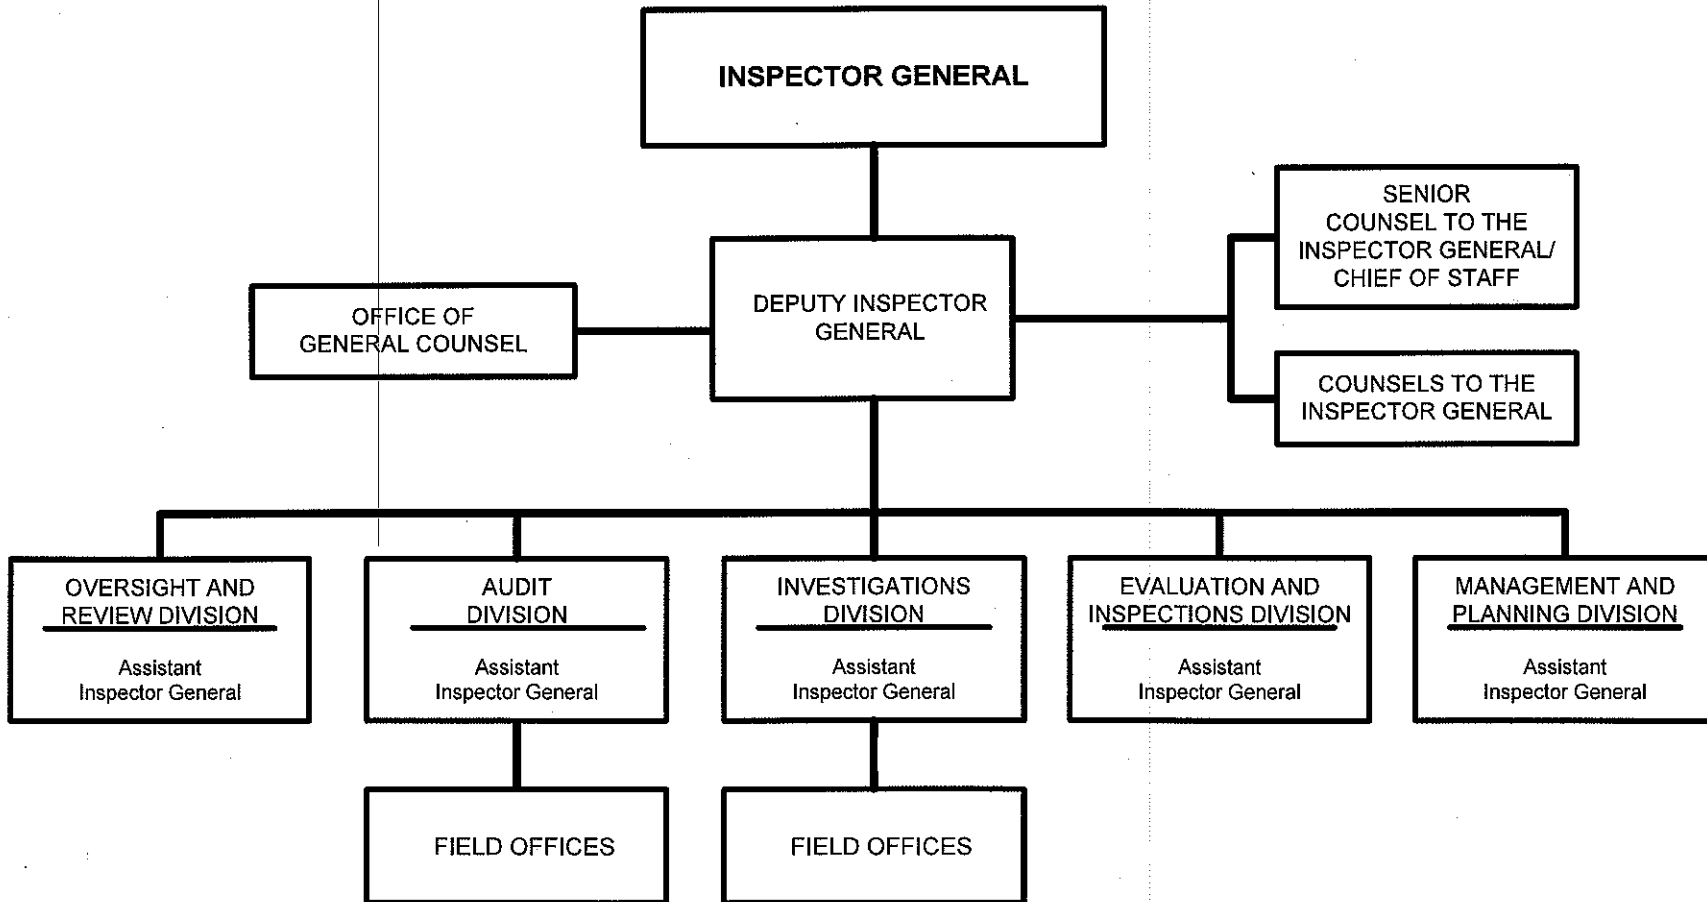 INSPECTOR GENERAL
SENIOR
COUNSEL TO THE
INSPECTOR GENERAL/
CHIEF OF STAFF
DEPUTY INSPECTOR
GENERAL
OFFICE OF
GENERAL COUNSEL
COUNSELS TO THE
INSPECTOR GENERAL
OVERSIGHT AND
REVIEW DIVISION
Assistant
Inspector General
AUDIT
DIVISION
Assistant
Inspector General
INVESTIGATIONS
DIVISION
Assistant
Inspector General
EVALUATION AND
INSPECTIONS DIVISION
Assistant
Inspector General
MANAGEMENT AND
PLANNING DIVISION
Assistant
Inspector General
FIELD OFFICES
FIELD OFFICES